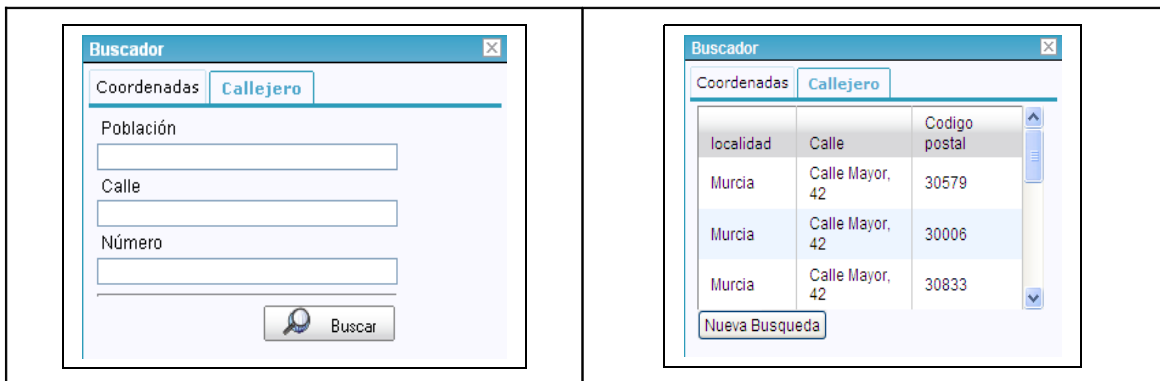 Buscador
Coordenadas Callejero
Población
Calle
Número
Buscar
Buscador
Coordenadas Callejero
localidad Calle Codigo
postal
Murcia Calle Mayor,
42 30579
Murcia Calle Mayor,
42 30006
Murcia Calle Mayor,
42 30833
Nueva Busqueda